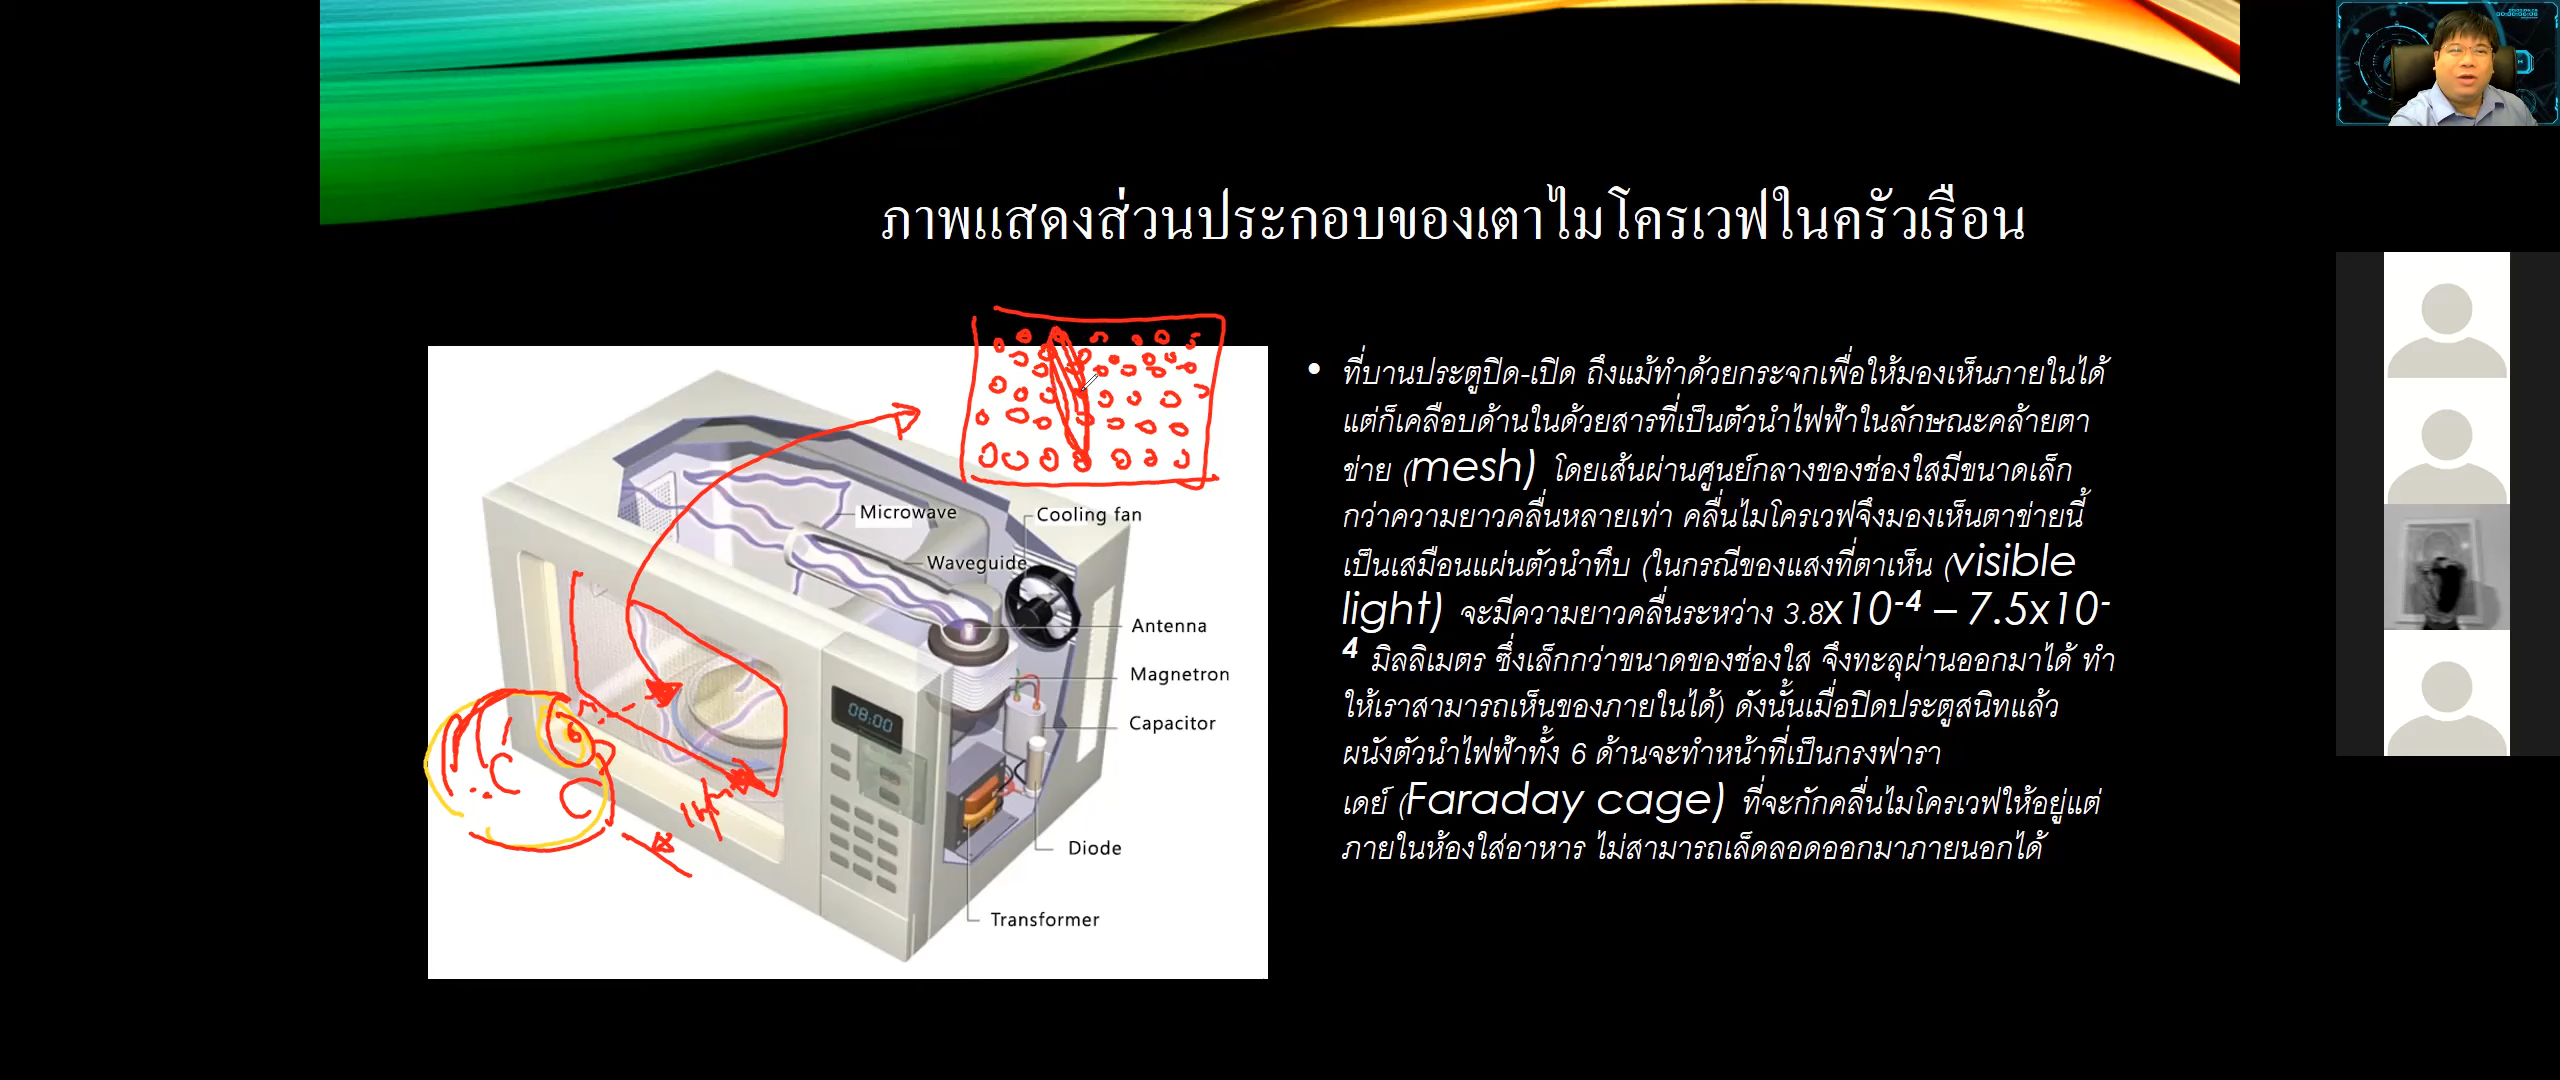 ภาพแสดงส่วนประกอบของเตาไมโครเวฟในครัวเรือน
Microwave
Cooling fan
Waveguide
Antenna
Magnetron
Capacitor
08:00
Diode
Transformer
• ที่บานประตูปิด-เปิด ถึงแม้ทำด้วยกระจกเพื่อให้มองเห็นภายในได้
แต่ก็เคลือบด้านในด้วยสารที่เป็นตัวนำไฟฟ้าในลักษณะคล้ายตา
ข่าย (mesh) โดยเส้นผ่านศูนย์กลางของช่องใสมีขนาดเล็ก
กว่าความยาวคลื่นหลายเท่า คลื่นไมโครเวฟจึงมองเห็นตาข่ายนี้
เป็นเสมือนแผ่นตัวนำทึบ (ในกรณีของแสงที่ตาเห็น (visible
light) จะมีความยาวคลื่นระหว่าง 3.8x10-4 – 7.5x10-
4 มิลลิเมตร ซึ่งเล็กกว่าขนาดของช่องใส จึงทะลุผ่านออกมาได้ ทำ
ให้เราสามารถเห็นของภายในได้) ดังนั้นเมื่อปิดประตูสนิทแล้ว
ผนังตัวนำไฟฟ้าทั้ง 6 ด้านจะทำหน้าที่เป็นกรงฟารา
เดย์ (Faraday cage) ที่จะกักคลื่นไมโครเวฟให้อยู่แต่
ภายในห้องใส่อาหาร ไม่สามารถเล็ดลอดออกมาภายนอกได้